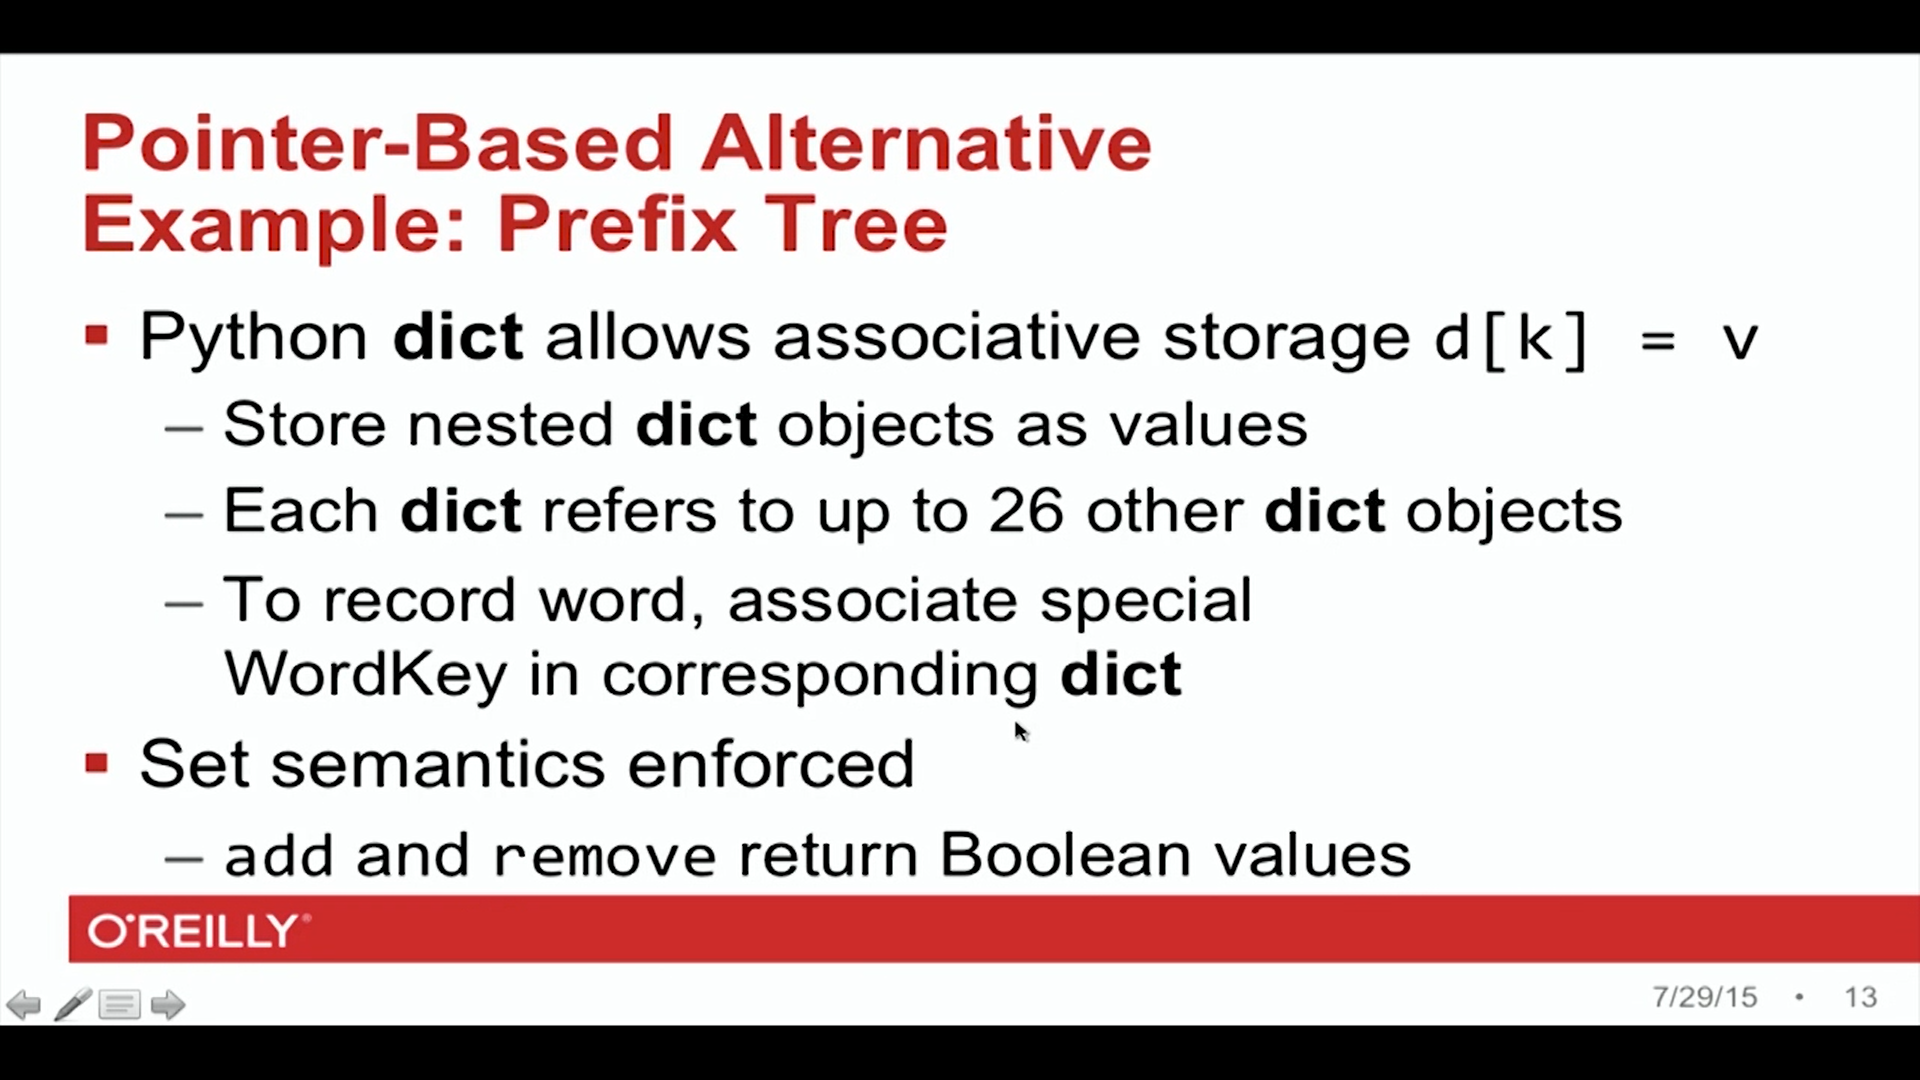 Pointer-Based Alternative
Example: Prefix Tree
▪ Python dict allows associative storage d[k] = v
– Store nested dict objects as values
– Each dict refers to up to 26 other dict objects
– To record word, associate special
WordKey in corresponding dict
▪ Set semantics enforced
– add and remove return Boolean values
O'REILLY®
7/29/15 • 13